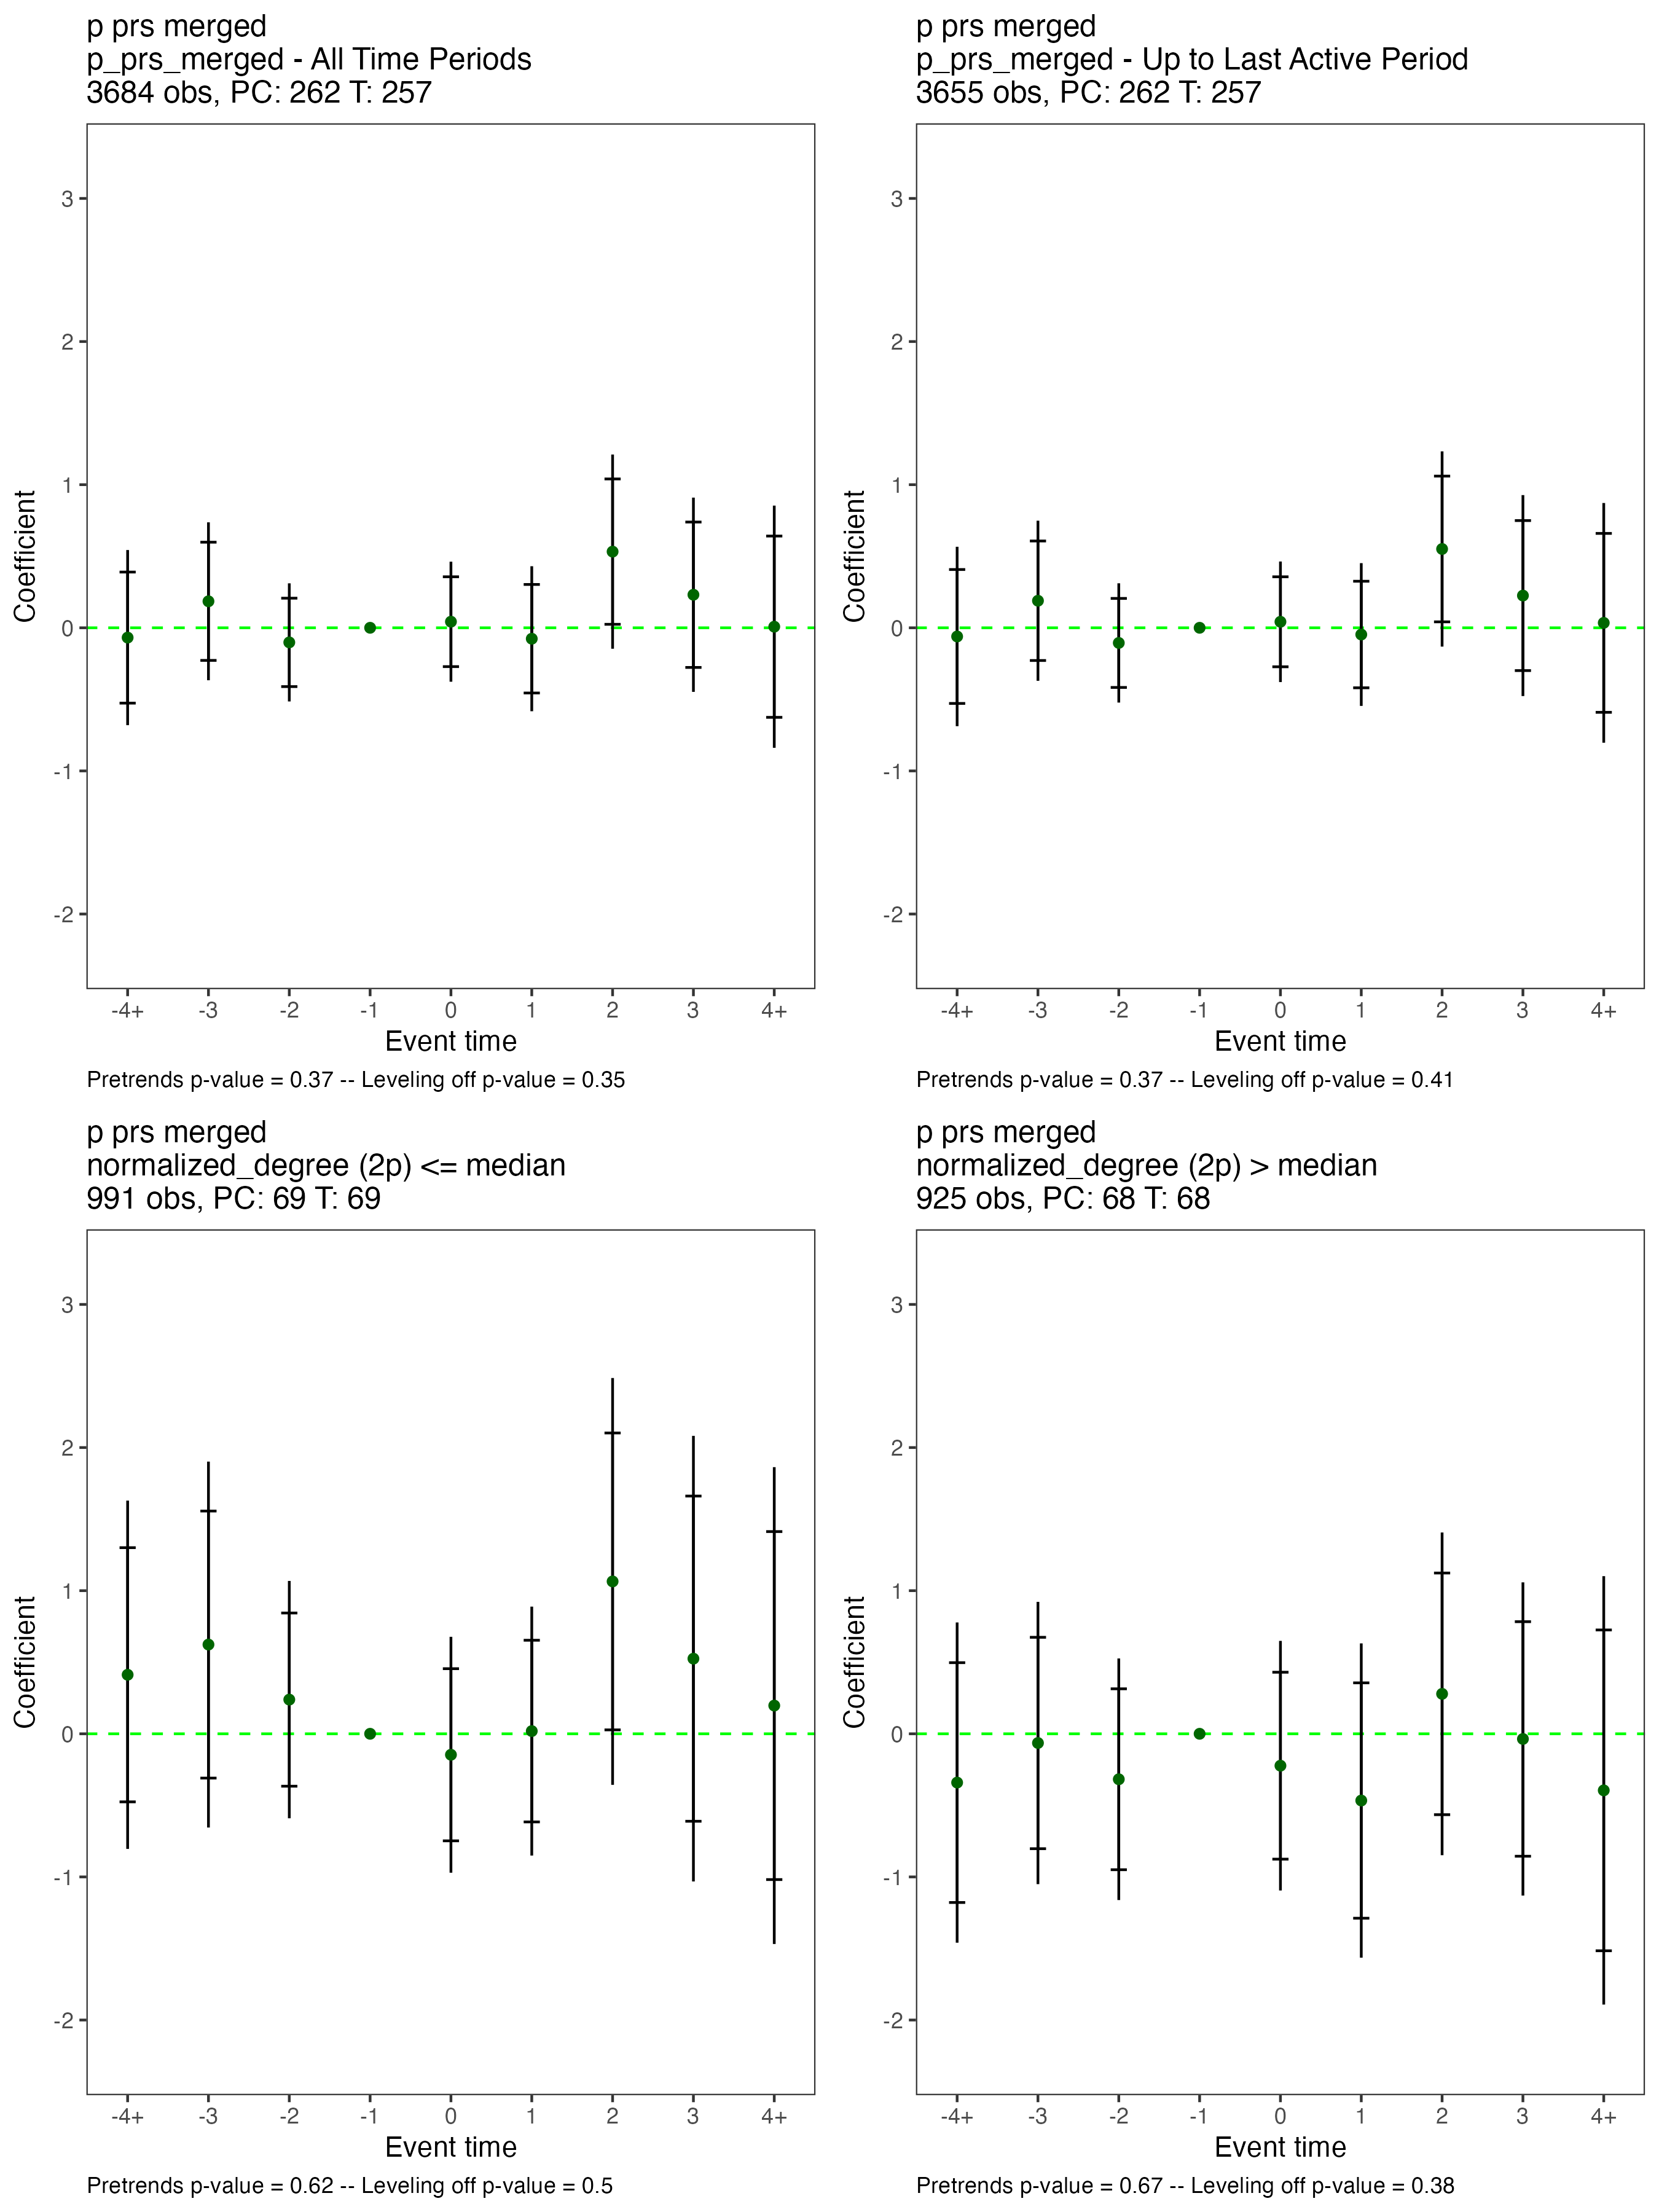 p prs merged
p_prs_merged - All Time Periods
3684 obs, PC: 262 T: 257
3
2
1
0
-1
-2
Coefficient
-4+ -3 -2 -1 0 1 2 3 4+
Event time
Pretrends p-value = 0.37 -- Leveling off p-value = 0.35
p prs merged
p_prs_merged - Up to Last Active Period
3655 obs, PC: 262 T: 257
3
2
1
0
-1
-2
Coefficient
-4+ -3 -2 -1 0 1 2 3 4+
Event time
Pretrends p-value = 0.37 -- Leveling off p-value = 0.41
p prs merged
normalized_degree (2p) <= median
991 obs, PC: 69 T: 69
3
2
1
0
-1
-2
Coefficient
-4+ -3 -2 -1 0 1 2 3 4+
Event time
Pretrends p-value = 0.62 -- Leveling off p-value = 0.5
p prs merged
normalized_degree (2p) > median
925 obs, PC: 68 T: 68
3
2
1
0
-1
-2
Coefficient
-4+ -3 -2 -1 0 1 2 3 4+
Event time
Pretrends p-value = 0.67 -- Leveling off p-value = 0.38